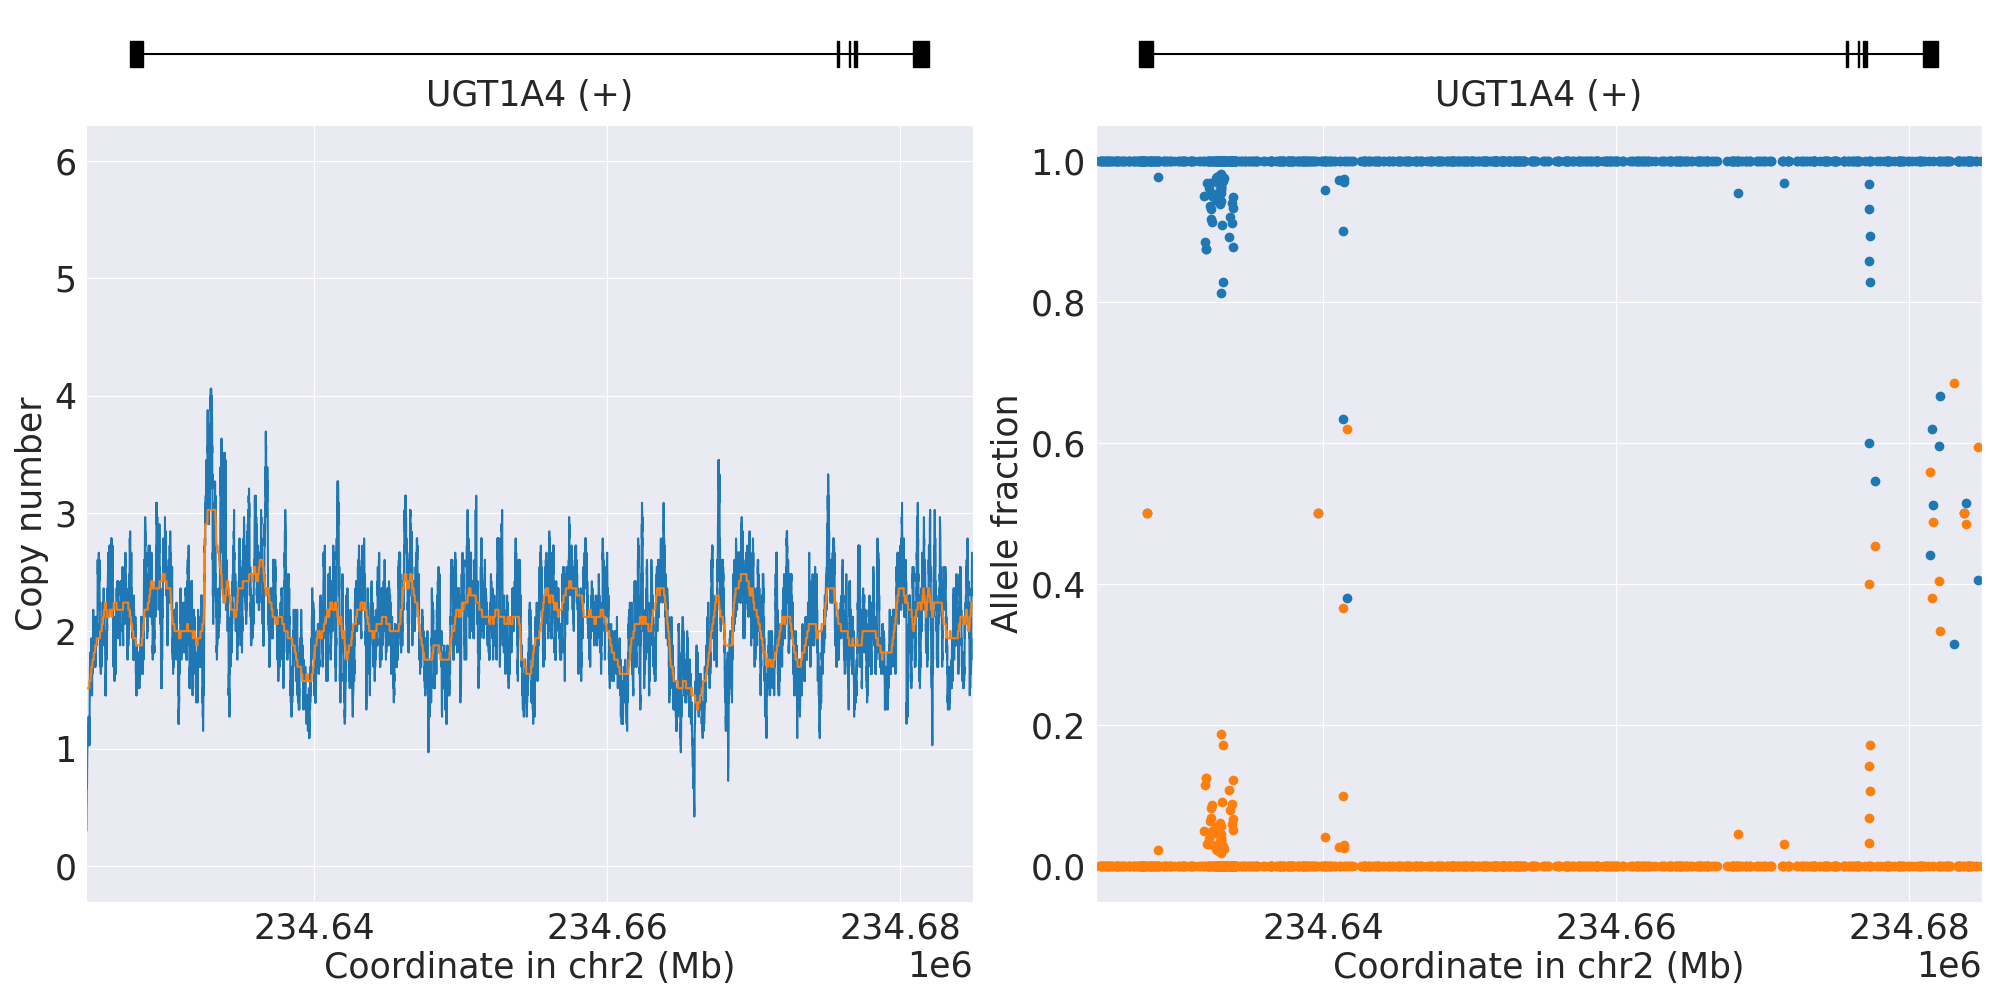 UGT1A4 (+)
6
5
4
3
2
1
0
Copy number
234.64 234.66 234.68
1e6
Coordinate in chr2 (Mb)
UGT1A4 (+)
1.0
0.8
0.6
0.4
0.2
0.0
Allele fraction
234.64 234.66 234.68
1e6
Coordinate in chr2 (Mb)